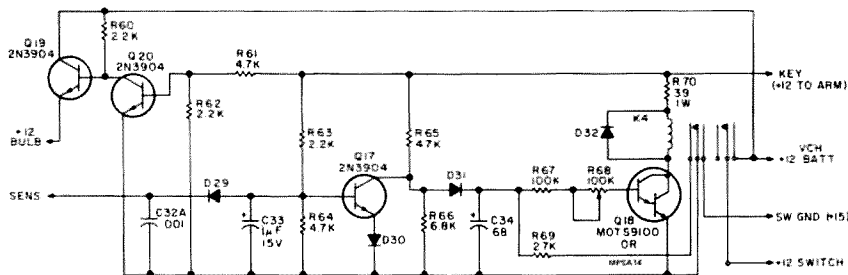 R60
2.2K
Q19
2N3904
Q20
2N3904
R61
4.7K
R62
2.2K
+12
BULB
SENS
D29
C32A
.001
C33
1μF
15V
R63
2.2K
R64
4.7K
Q17
2N3904
D30
R65
4.7K
R66
6.8K
D31
C34
68
R67
100K
R68
100K
R69
27K
Q18
MOT S9100
OR
MPSA14
D32
K4
R70
39
1W
KEY
(+12 TO ARM)
VCH
+12 BATT
SW GND (+15)
+12 SWITCH